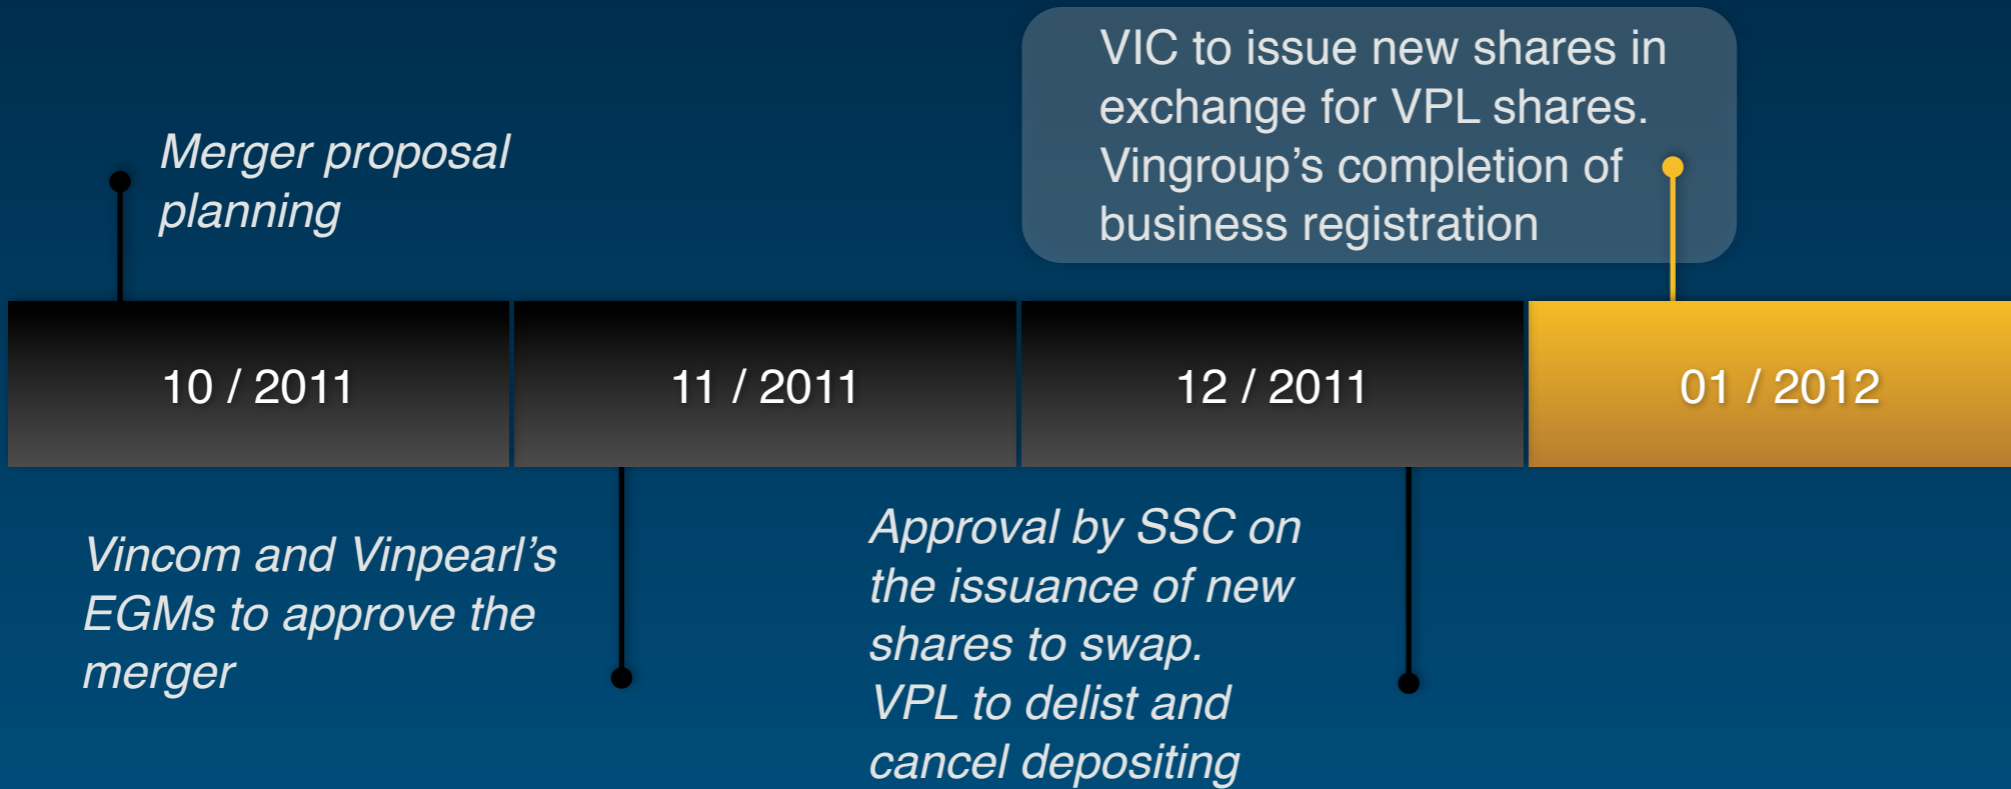 Merger proposal
planning
VIC to issue new shares in
exchange for VPL shares.
Vingroup’s completion of
business registration
10 / 2011
11 / 2011
12 / 2011
01 / 2012
Vincom and Vinpearl’s
EGMs to approve the
merger
Approval by SSC on
the issuance of new
shares to swap.
VPL to delist and
cancel depositing